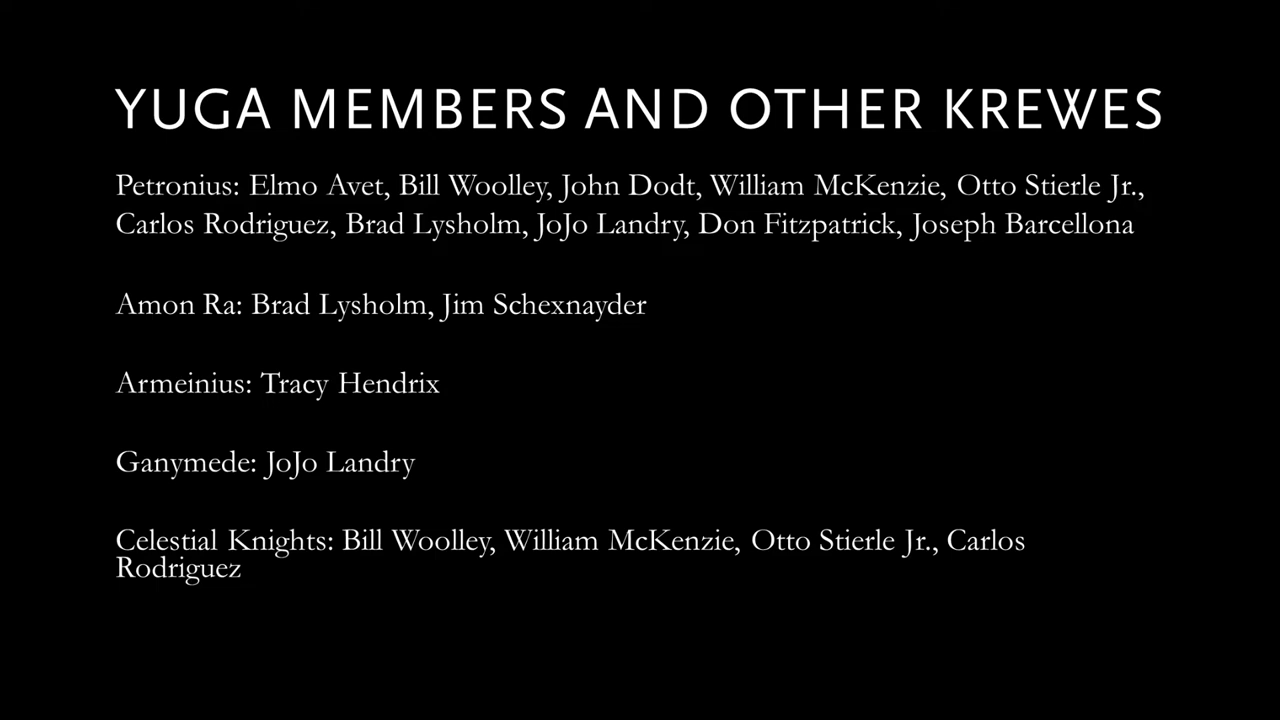 YUGA MEMBERS AND OTHER KREWES
Petronius: Elmo Avet, Bill Woolley, John Dodt, William McKenzie, Otto Stierle Jr.,
Carlos Rodriguez, Brad Lysholm, JoJo Landry, Don Fitzpatrick, Joseph Barcellona
Amon Ra: Brad Lysholm, Jim Schexnayder
Armeinius: Tracy Hendrix
Ganymede: JoJo Landry
Celestial Knights: Bill Woolley, William McKenzie, Otto Stierle Jr., Carlos
Rodriguez